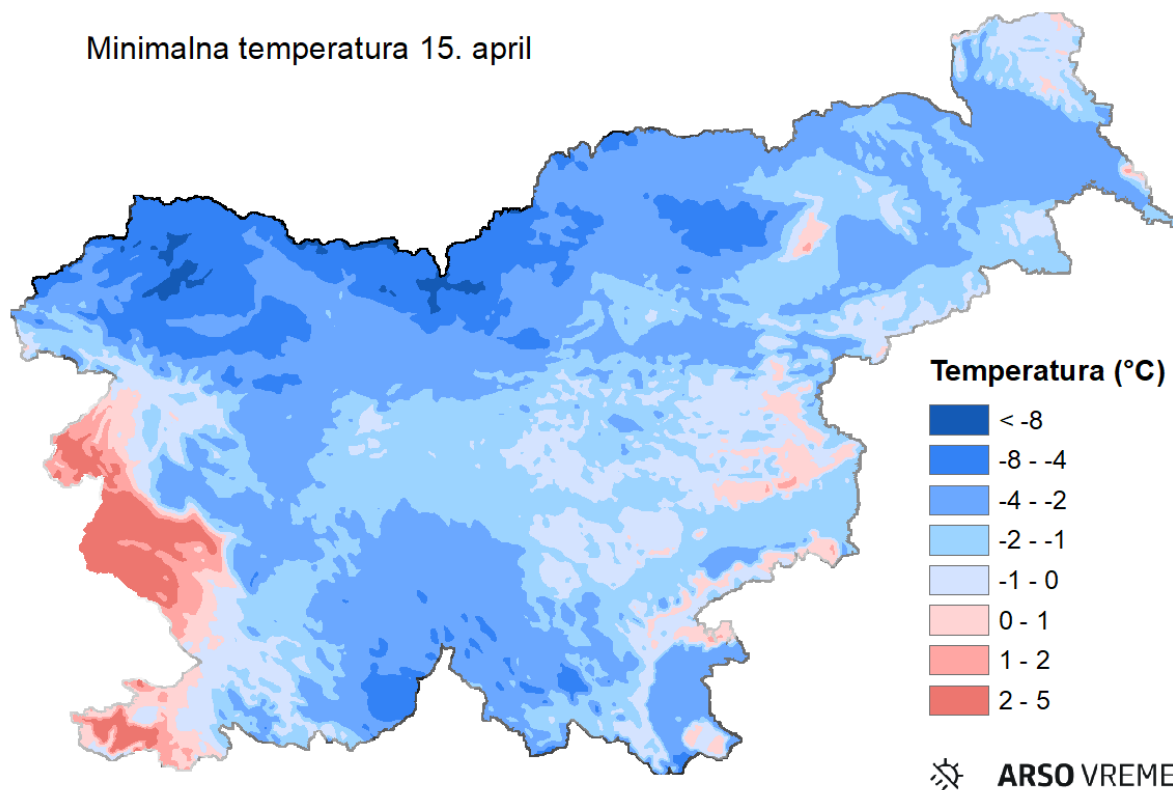 Minimalna temperatura 15. april
Temperatura (°C)
< -8
-8 - -4
-4 - -2
-2 - -1
-1 - 0
0 - 1
1 - 2
2 - 5
ARSO VREME